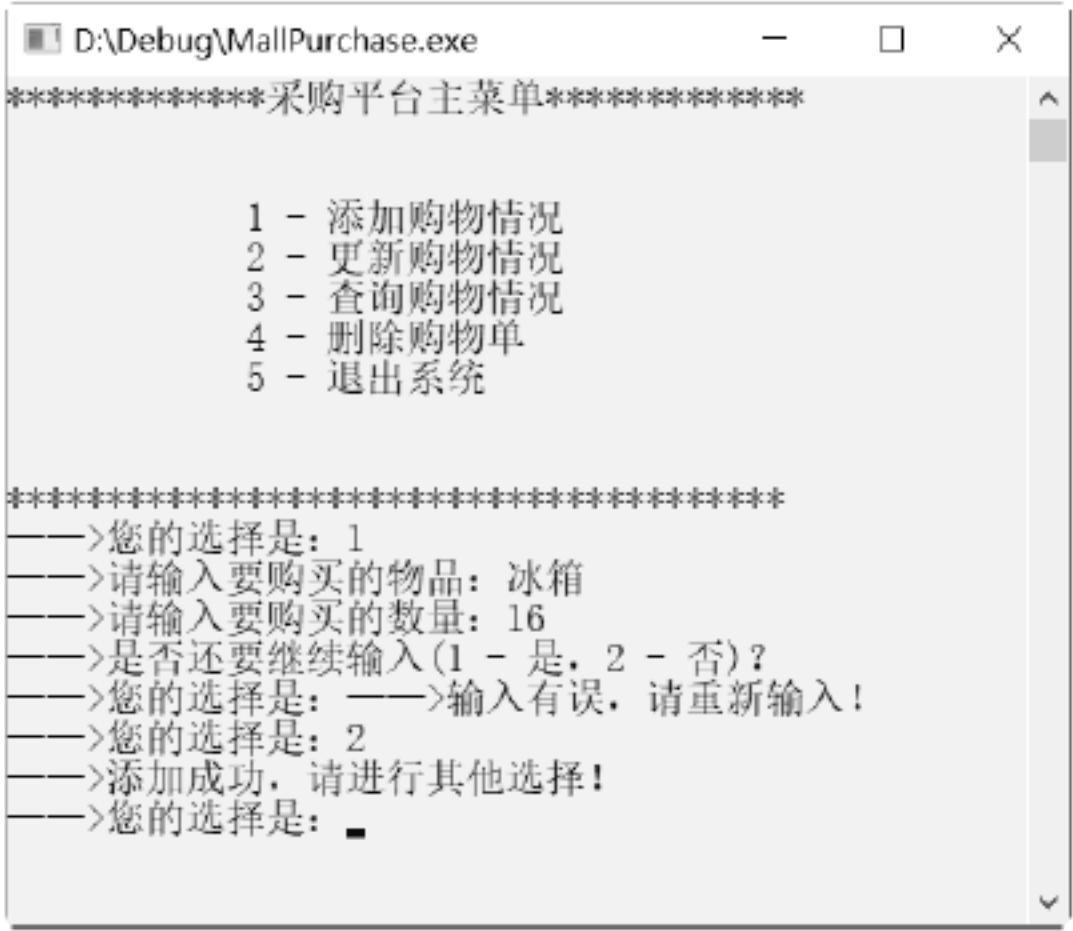 D:\Debug\MallPurchase.exe
*************采购平台主菜单*************
1 - 添加购物情况
2 - 更新购物情况
3 - 查询购物情况
4 - 删除购物单
5 - 退出系统
***************************************
——>您的选择是：1
——>请输入要购买的物品：冰箱
——>请输入要购买的数量：16
——>是否还要继续输入(1 - 是，2 - 否)？
——>您的选择是：——>输入有误，请重新输入！
——>您的选择是：2
——>添加成功，请进行其他选择！
——>您的选择是：